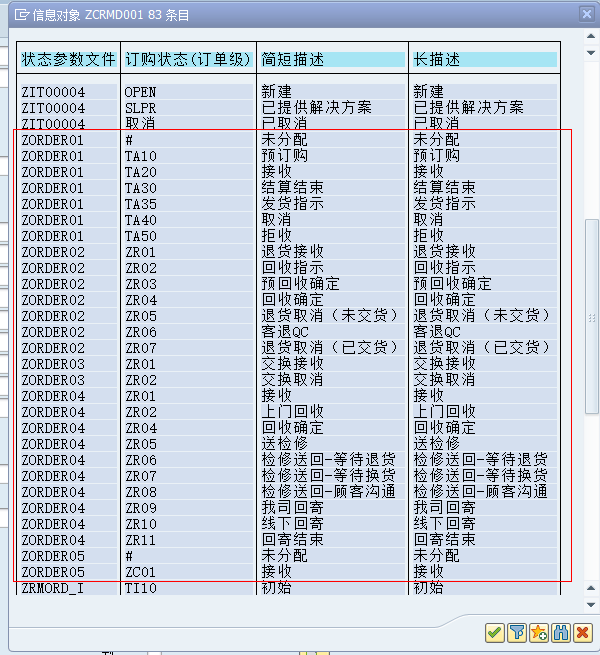 信息对象 ZCRMD001 83 条目
状态参数文件 订购状态(订单级) 简短描述 长描述
ZIT00004 OPEN 新建 新建
ZIT00004 SLPR 已提供解决方案 已提供解决方案
ZIT00004 取消 已取消 已取消
ZORDER01 # 未分配 未分配
ZORDER01 TA10 预订购 预订购
ZORDER01 TA20 接收 接收
ZORDER01 TA30 结算结束 结算结束
ZORDER01 TA35 发货指示 发货指示
ZORDER01 TA40 取消 取消
ZORDER01 TA50 拒收 拒收
ZORDER02 ZR01 退货接收 退货接收
ZORDER02 ZR02 回收指示 回收指示
ZORDER02 ZR03 预回收确定 预回收确定
ZORDER02 ZR04 回收确定 回收确定
ZORDER02 ZR05 退货取消（未交货） 退货取消（未交货）
ZORDER02 ZR06 客退QC 客退QC
ZORDER02 ZR07 退货取消（已交货） 退货取消（已交货）
ZORDER03 ZR01 交换接收 交换接收
ZORDER03 ZR02 交换取消 交换取消
ZORDER04 ZR01 接收 接收
ZORDER04 ZR02 上门回收 上门回收
ZORDER04 ZR04 回收确定 回收确定
ZORDER04 ZR05 送检修 送检修
ZORDER04 ZR06 检修送回-等待退货 检修送回-等待退货
ZORDER04 ZR07 检修送回-等待换货 检修送回-等待换货
ZORDER04 ZR08 检修送回-顾客沟通 检修送回-顾客沟通
ZORDER04 ZR09 我司回寄 我司回寄
ZORDER04 ZR10 线下回寄 线下回寄
ZORDER04 ZR11 回寄结束 回寄结束
ZORDER05 # 未分配 未分配
ZORDER05 ZC01 接收 接收
ZRMORD_I TI10 初始 初始